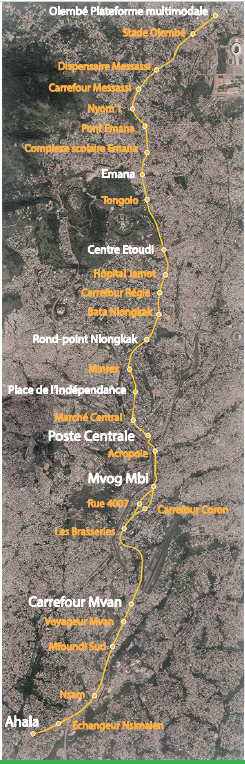 Olembé Plateforme multimodale
Stade Olembé
Dispensaire Messassi
Carrefour Messassi
Nyom 1
Pont Emana
Complexe scolaire Emana
Emana
Tongolo
Centre Etoudi
Hôpital Jamot
Carrefour Régie
Bata Nlongkak
Rond-point Nlongkak
Minrex
Place de l'Indépendance
Marché Central
Poste Centrale
Acropole
Mvog Mbi
Rue 4007
Carrefour Coron
Les Brasseries
Carrefour Mvan
Voyageur Mvan
Mfoundi Sud
Nsam
Ahala
Echangeur Nsimalen